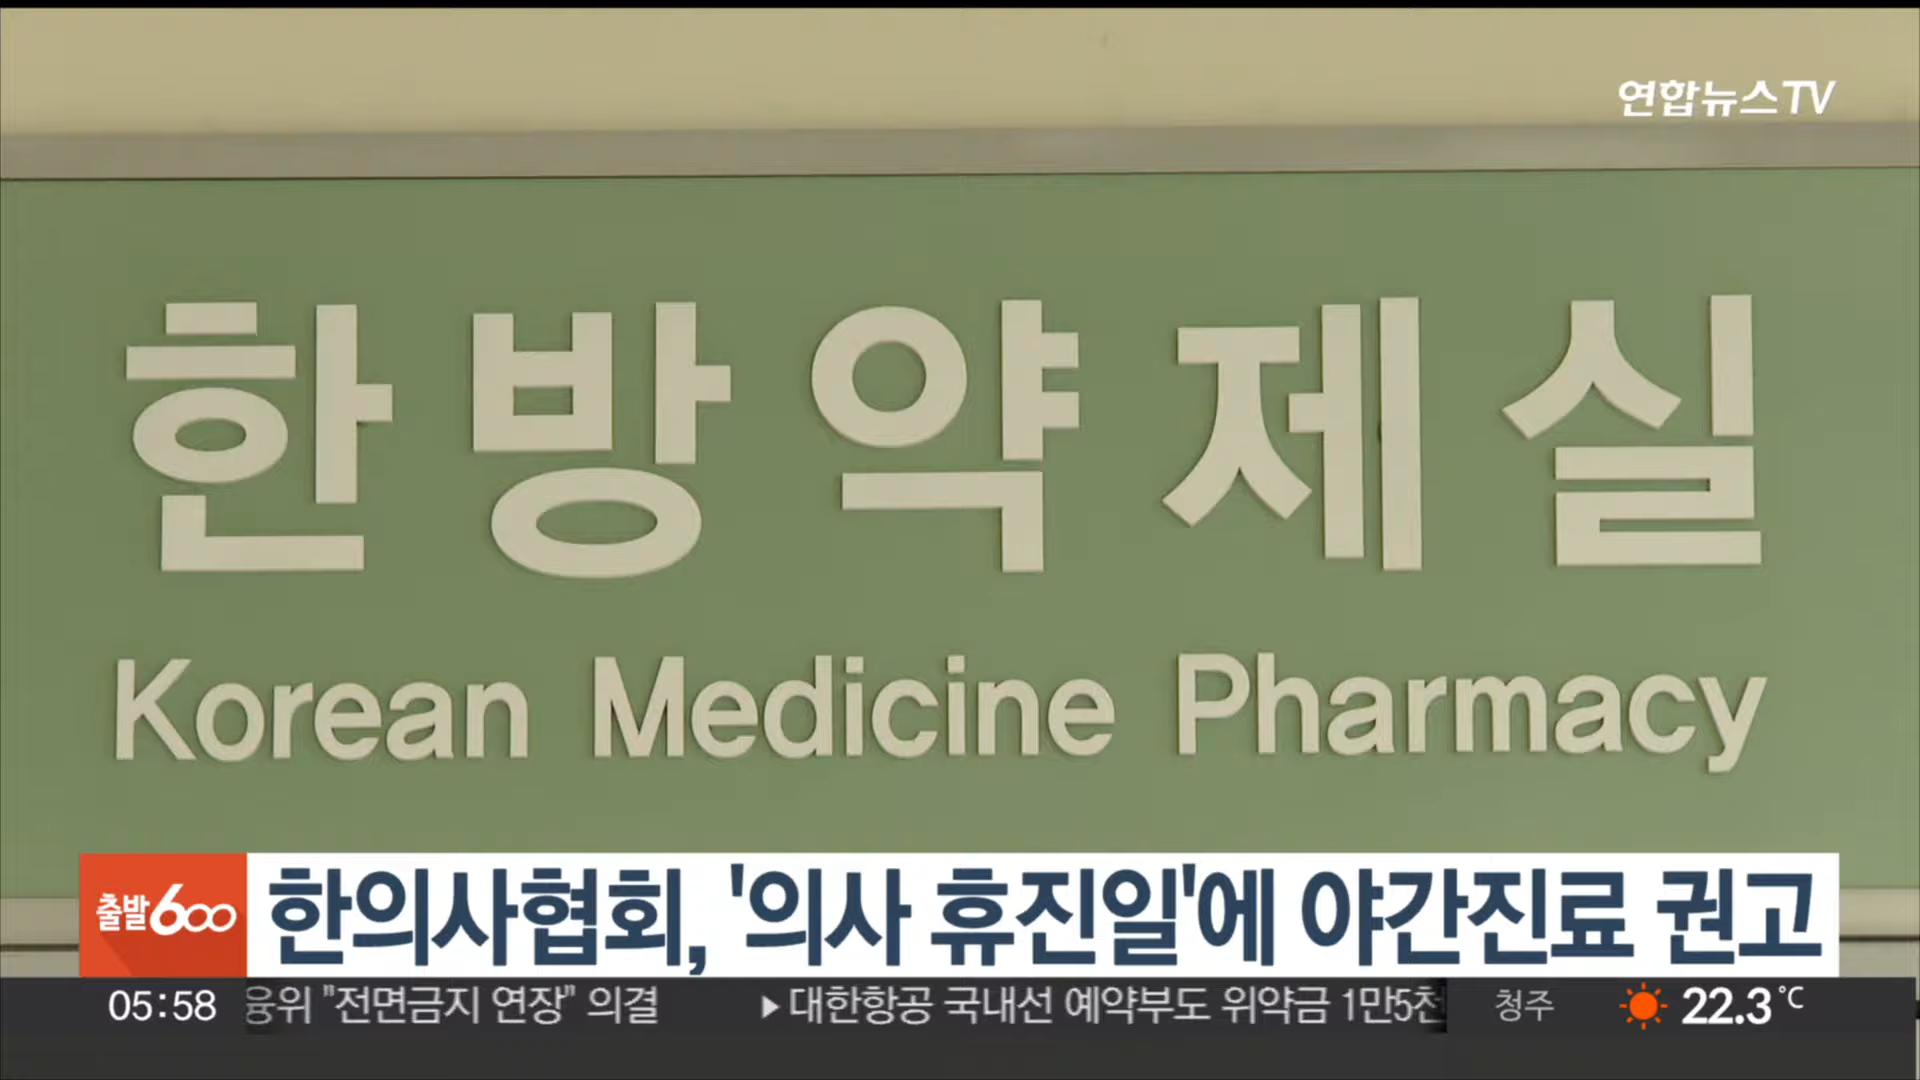 연합뉴스TV
한방약제실
Korean Medicine Pharmacy
출발600
한의사협회, '의사 휴진일'에 야간진료 권고
05:58 융위 "전면금지 연장" 의결 ▶대한항공 국내선 예약부도 위약금 1만5천 청주 22.3℃